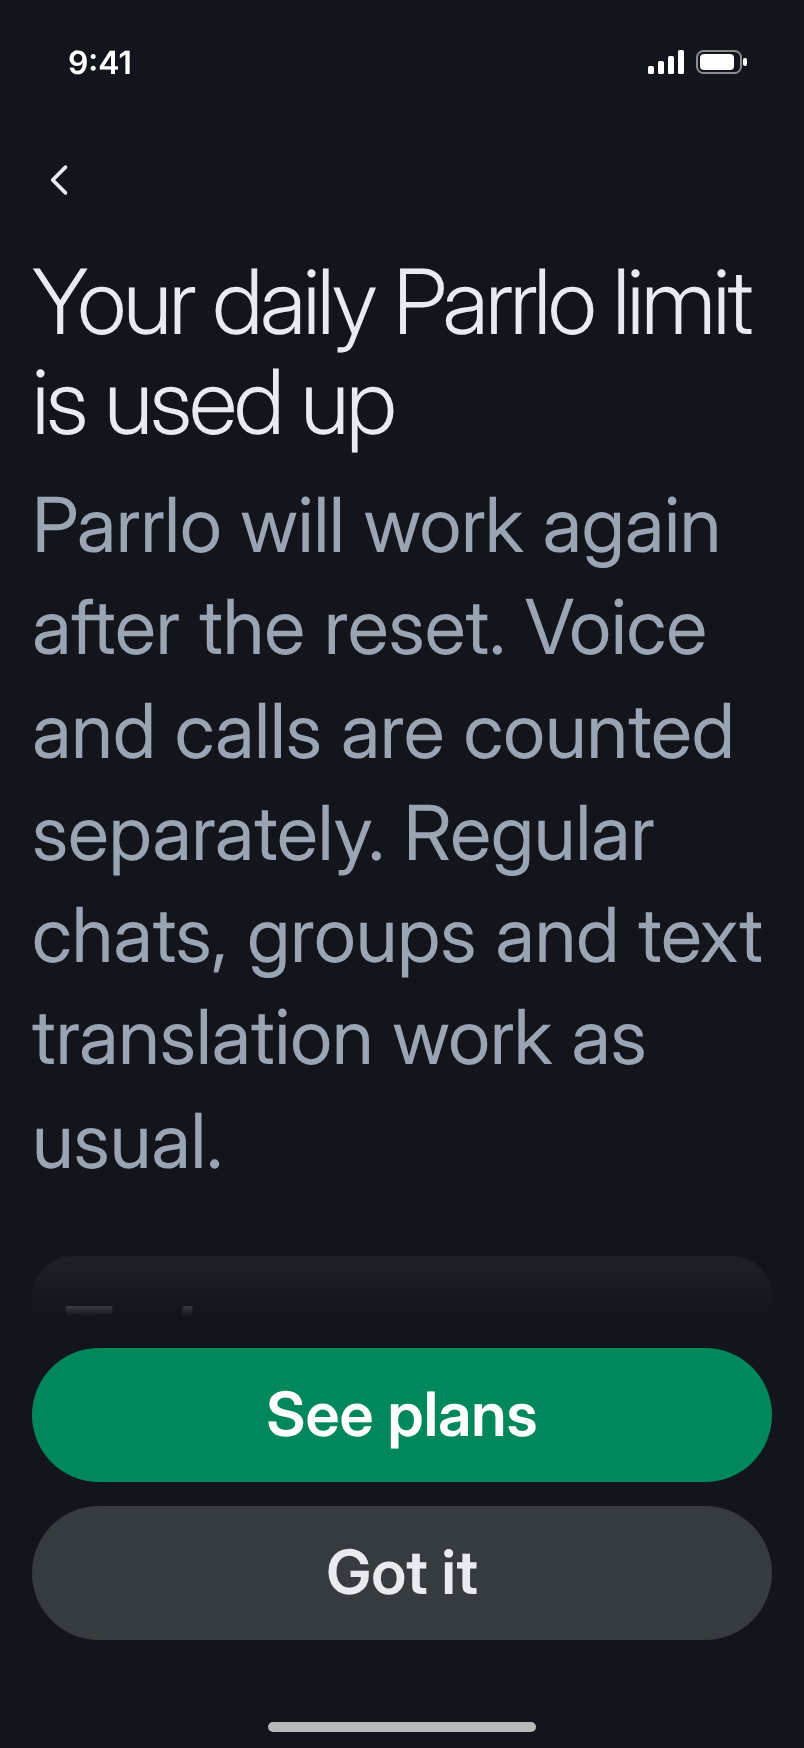 9:41
Your daily Parrlo limit
is used up
Parrlo will work again
after the reset. Voice
and calls are counted
separately. Regular
chats, groups and text
translation work as
usual.
See plans
Got it